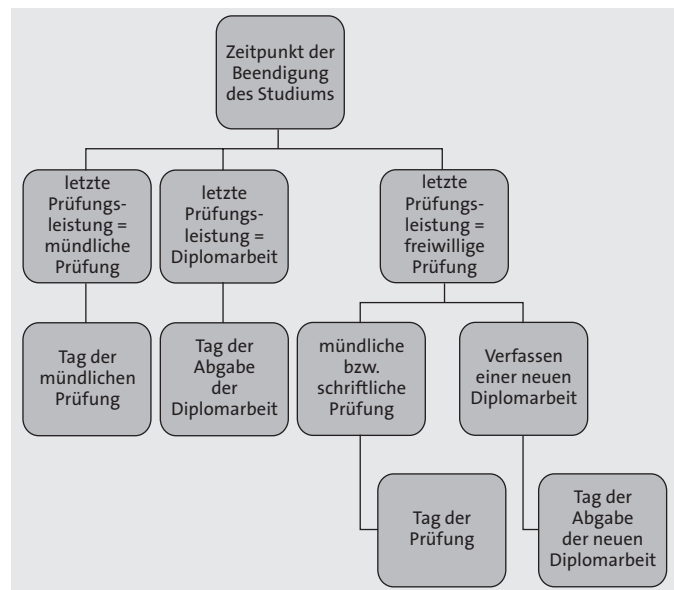 Zeitpunkt der
Beendigung
des Studiums
letzte
Prüfungs-
leistung =
mündliche
Prüfung
letzte
Prüfungs-
leistung =
Diplomarbeit
letzte
Prüfungs-
leistung =
freiwillige
Prüfung
Tag der
mündlichen
Prüfung
Tag der
Abgabe
der
Diplomarbeit
mündliche
bzw.
schriftliche
Prüfung
Verfassen
einer neuen
Diplomarbeit
Tag der
Prüfung
Tag der
Abgabe
der neuen
Diplomarbeit